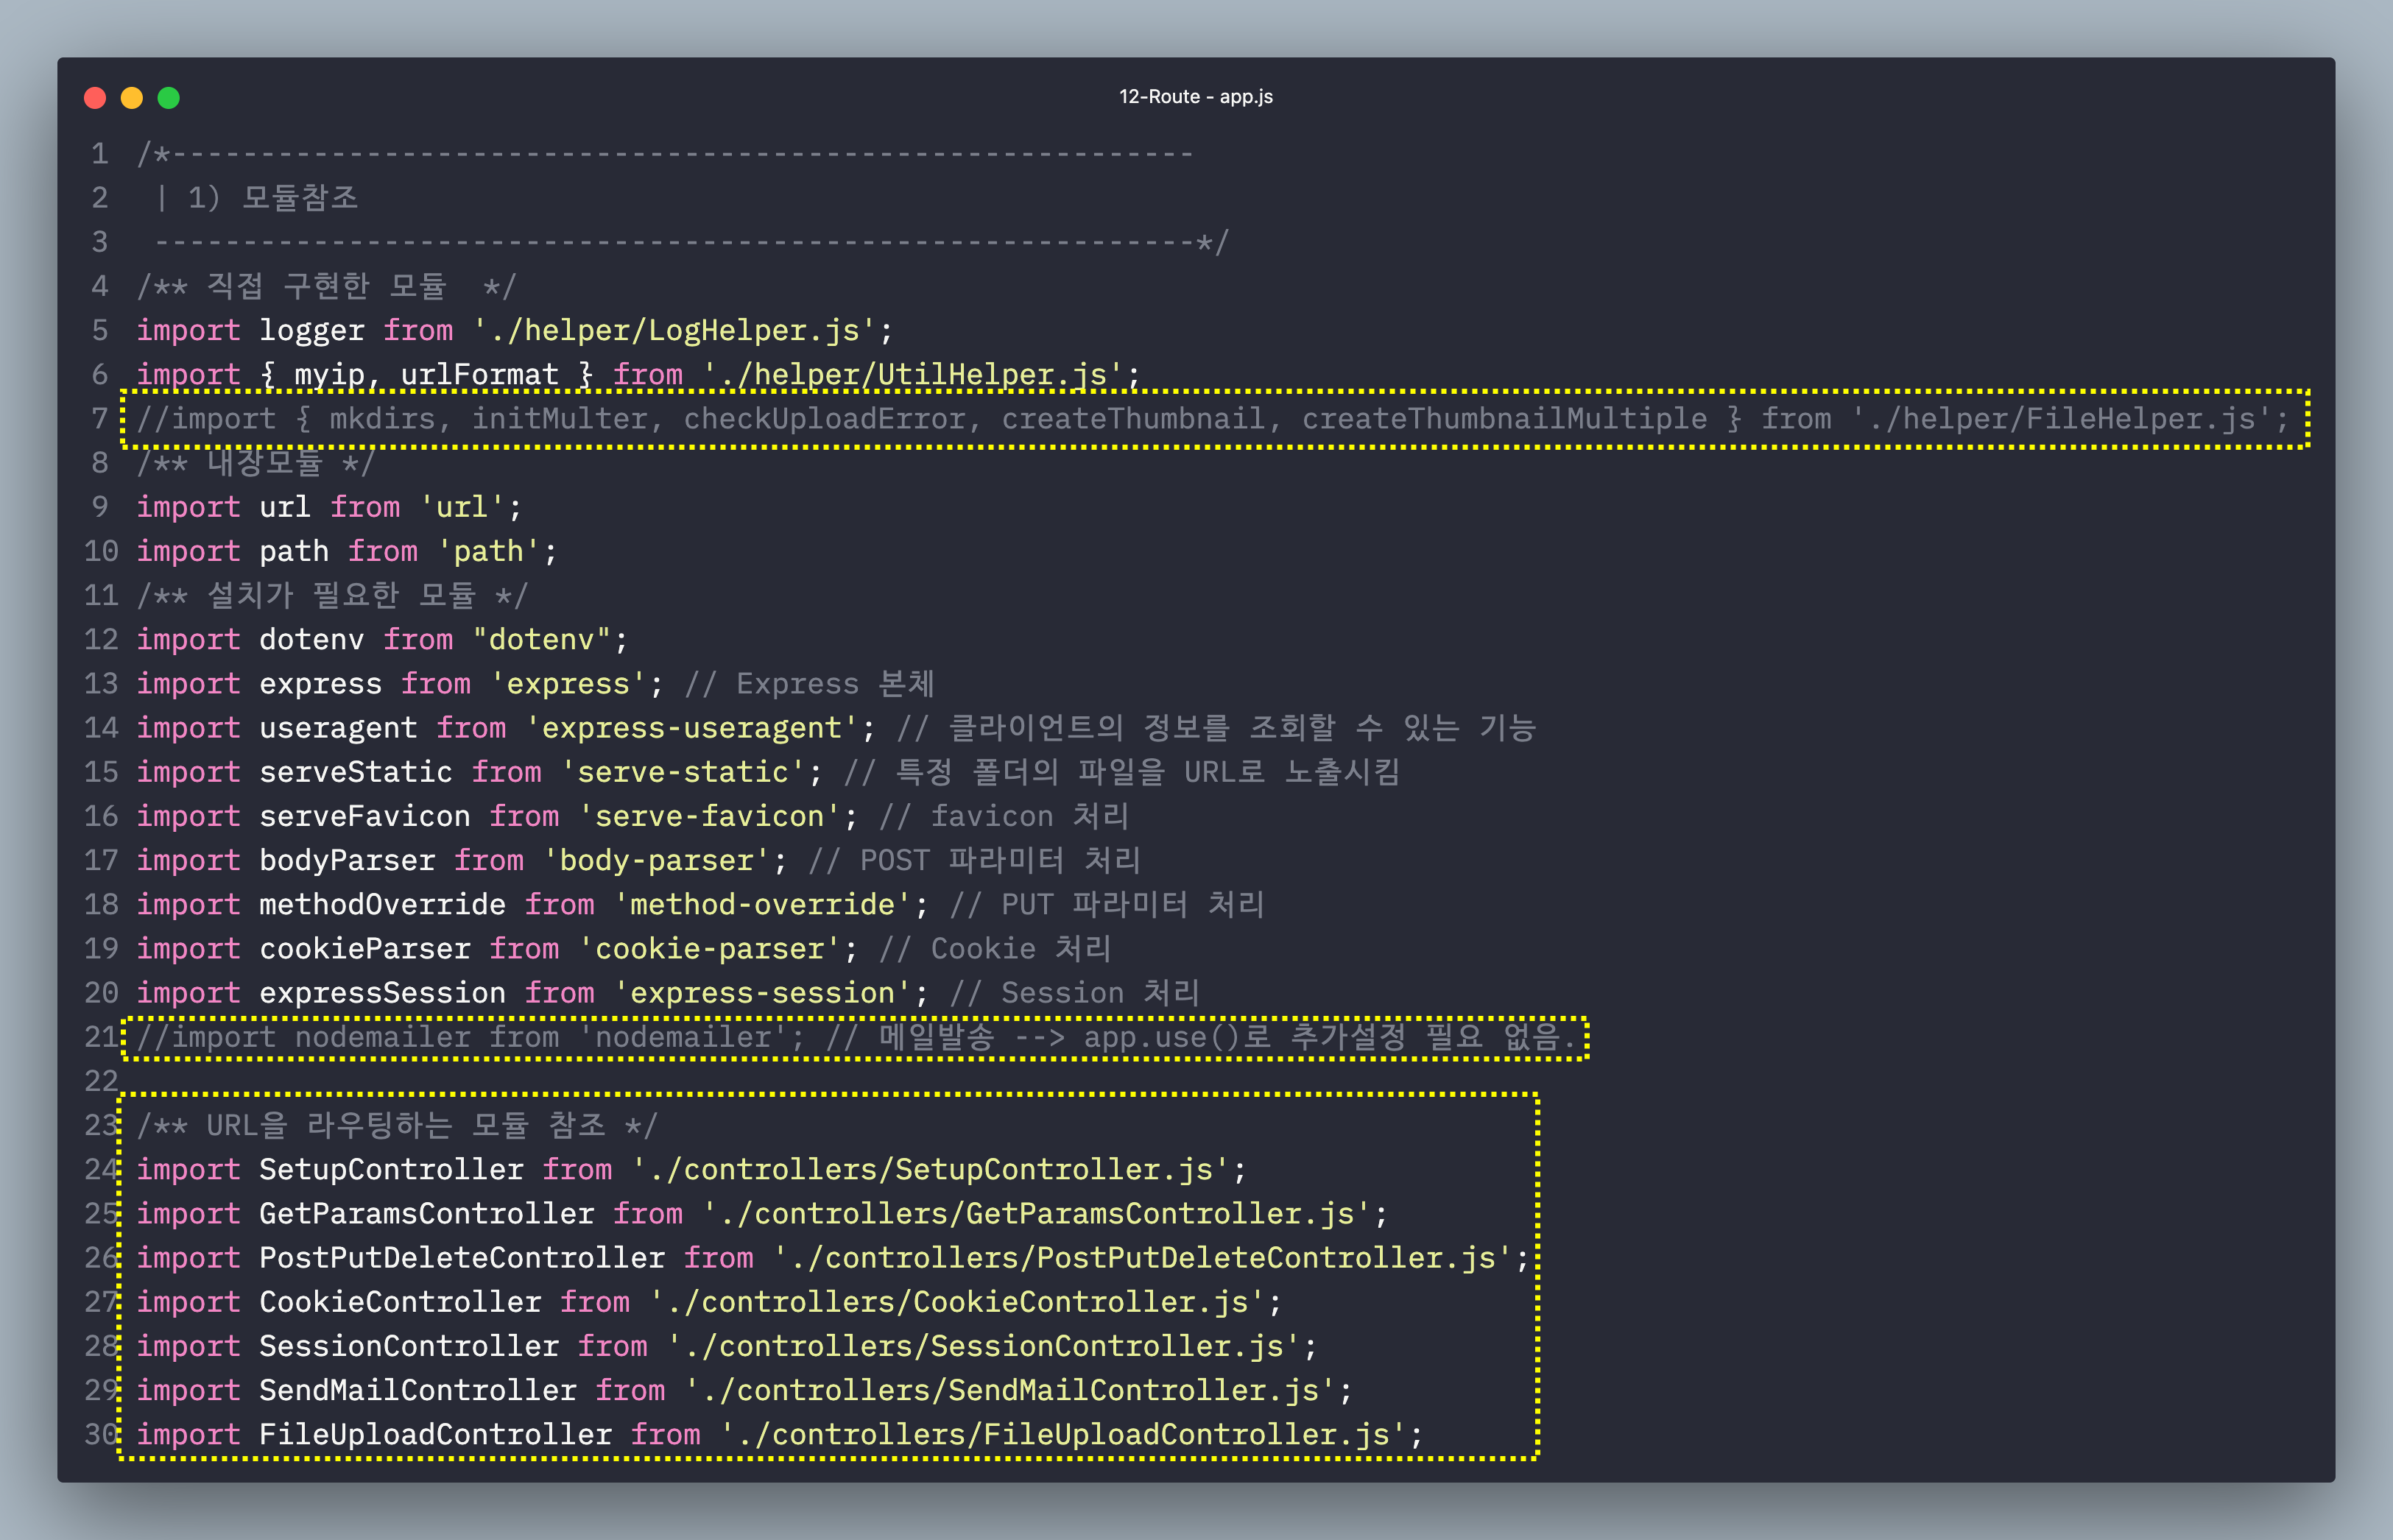 12-Route - app.js
1 /*----------------------------------------------------------
2  | 1) 모듈참조
3  -----------------------------------------------------------*/
4 /** 직접 구현한 모듈  */
5 import logger from './helper/LogHelper.js';
6 import { myip, urlFormat } from './helper/UtilHelper.js';
7 //import { mkdirs, initMulter, checkUploadError, createThumbnail, createThumbnailMultiple } from './helper/FileHelper.js';
8 /** 내장모듈 */
9 import url from 'url';
10 import path from 'path';
11 /** 설치가 필요한 모듈 */
12 import dotenv from "dotenv";
13 import express from 'express'; // Express 본체
14 import useragent from 'express-useragent'; // 클라이언트의 정보를 조회할 수 있는 기능
15 import serveStatic from 'serve-static'; // 특정 폴더의 파일을 URL로 노출시킴
16 import serveFavicon from 'serve-favicon'; // favicon 처리
17 import bodyParser from 'body-parser'; // POST 파라미터 처리
18 import methodOverride from 'method-override'; // PUT 파라미터 처리
19 import cookieParser from 'cookie-parser'; // Cookie 처리
20 import expressSession from 'express-session'; // Session 처리
21 //import nodemailer from 'nodemailer'; // 메일발송 --> app.use()로 추가설정 필요 없음.
22
23 /** URL을 라우팅하는 모듈 참조 */
24 import SetupController from './controllers/SetupController.js';
25 import GetParamsController from './controllers/GetParamsController.js';
26 import PostPutDeleteController from './controllers/PostPutDeleteController.js';
27 import CookieController from './controllers/CookieController.js';
28 import SessionController from './controllers/SessionController.js';
29 import SendMailController from './controllers/SendMailController.js';
30 import FileUploadController from './controllers/FileUploadController.js';